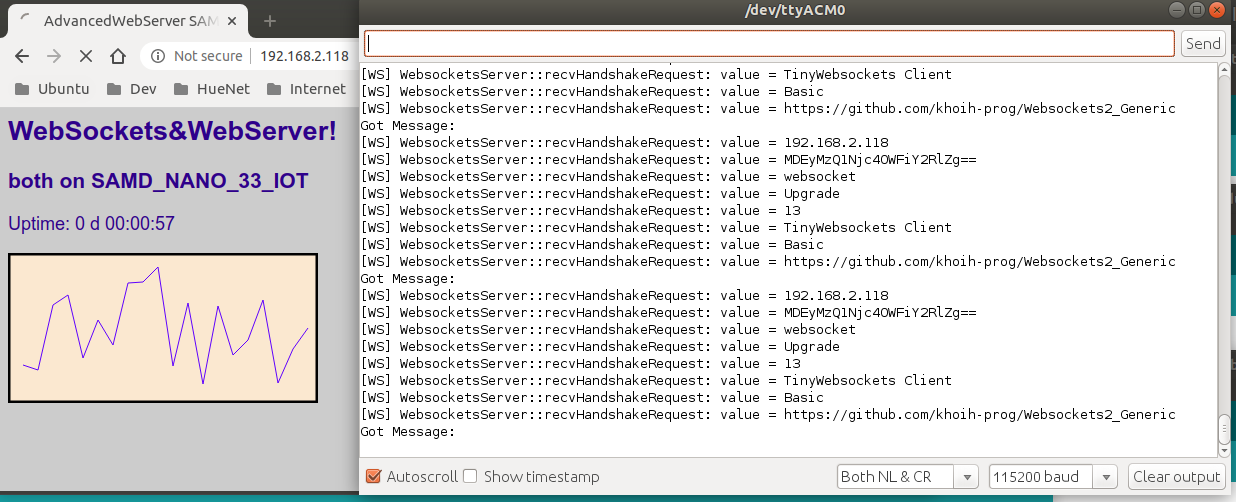 AdvancedWebServer SAM
Not secure
192.168.2.118
Ubuntu
Dev
HueNet
Internet
WebSockets&WebServer!
both on SAMD_NANO_33_IOT
Uptime: 0 d 00:00:57
/dev/ttyACM0
Send
[WS] WebsocketsServer::recvHandshakeRequest: value = TinyWebsockets Client
[WS] WebsocketsServer::recvHandshakeRequest: value = Basic
[WS] WebsocketsServer::recvHandshakeRequest: value = https://github.com/khoih-prog/Websockets2_Generic
Got Message:
[WS] WebsocketsServer::recvHandshakeRequest: value = 192.168.2.118
[WS] WebsocketsServer::recvHandshakeRequest: value = MDEyMzQ1Njc4OWFiY2RlZg==
[WS] WebsocketsServer::recvHandshakeRequest: value = websocket
[WS] WebsocketsServer::recvHandshakeRequest: value = Upgrade
[WS] WebsocketsServer::recvHandshakeRequest: value = 13
[WS] WebsocketsServer::recvHandshakeRequest: value = TinyWebsockets Client
[WS] WebsocketsServer::recvHandshakeRequest: value = Basic
[WS] WebsocketsServer::recvHandshakeRequest: value = https://github.com/khoih-prog/Websockets2_Generic
Got Message:
[WS] WebsocketsServer::recvHandshakeRequest: value = 192.168.2.118
[WS] WebsocketsServer::recvHandshakeRequest: value = MDEyMzQ1Njc4OWFiY2RlZg==
[WS] WebsocketsServer::recvHandshakeRequest: value = websocket
[WS] WebsocketsServer::recvHandshakeRequest: value = Upgrade
[WS] WebsocketsServer::recvHandshakeRequest: value = 13
[WS] WebsocketsServer::recvHandshakeRequest: value = TinyWebsockets Client
[WS] WebsocketsServer::recvHandshakeRequest: value = Basic
[WS] WebsocketsServer::recvHandshakeRequest: value = https://github.com/khoih-prog/Websockets2_Generic
Got Message:
Autoscroll
Show timestamp
Both NL & CR
115200 baud
Clear output